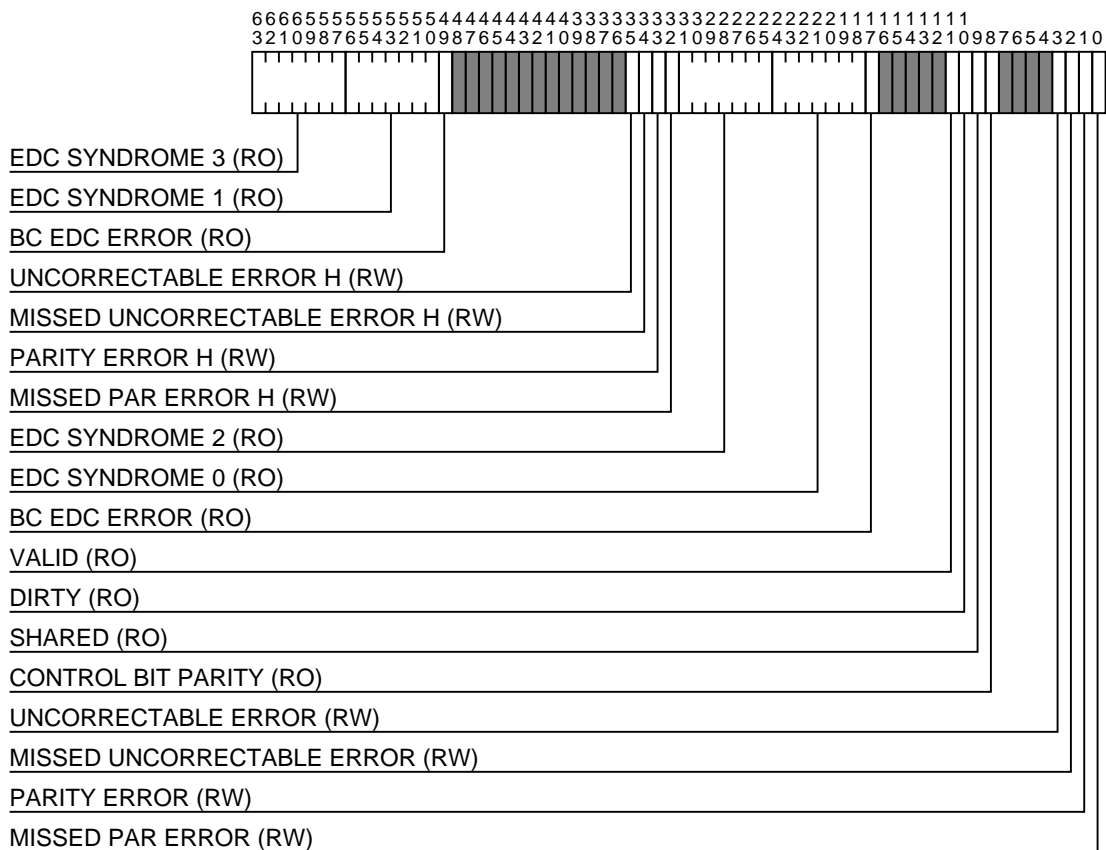 6666555555555544444444443333333333222222222211111111 11
3210987654321098765432109876543210987654321098765432109876543210
EDC SYNDROME 3 (RO)
EDC SYNDROME 1 (RO)
BC EDC ERROR (RO)
UNCORRECTABLE ERROR H (RW)
MISSED UNCORRECTABLE ERROR H (RW)
PARITY ERROR H (RW)
MISSED PAR ERROR H (RW)
EDC SYNDROME 2 (RO)
EDC SYNDROME 0 (RO)
BC EDC ERROR (RO)
VALID (RO)
DIRTY (RO)
SHARED (RO)
CONTROL BIT PARITY (RO)
UNCORRECTABLE ERROR (RW)
MISSED UNCORRECTABLE ERROR (RW)
PARITY ERROR (RW)
MISSED PAR ERROR (RW)